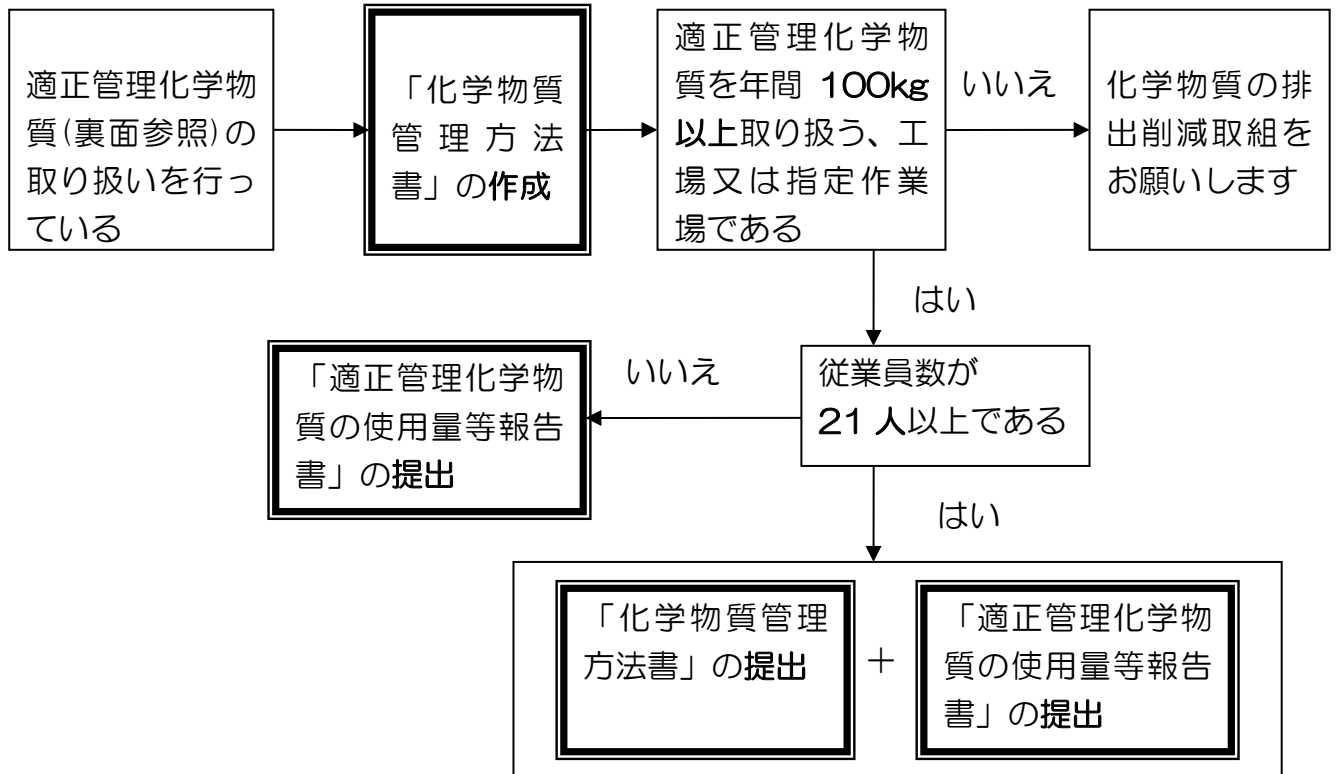 適正管理化学物
質(裏面参照)の
取り扱いを行っ
ている
「化学物質
管理方法
書」の作成
適正管理化学物
質を年間 100kg
以上取り扱う、工
場又は指定作業
場である
いいえ
化学物質の排
出削減取組を
お願いします
はい
従業員数が
21 人以上である
いいえ
「適正管理化学物
質の使用量等報告
書」の提出
はい
「化学物質管理
方法書」の提出
＋
「適正管理化学物
質の使用量等報告
書」の提出